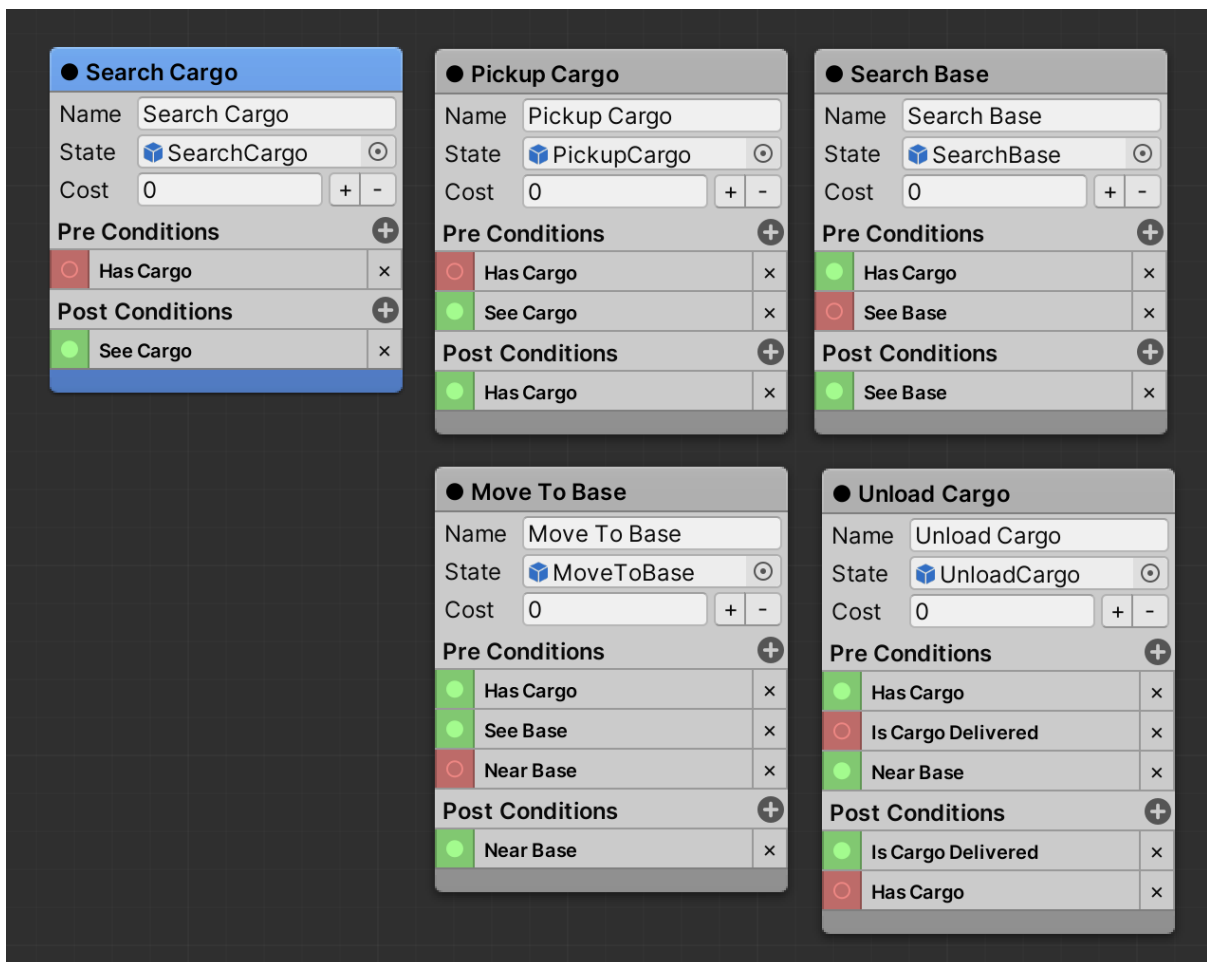 Search Cargo
Name Search Cargo
State SearchCargo
Cost 0 + -
Pre Conditions
Has Cargo ×
Post Conditions
See Cargo ×
Pickup Cargo
Name Pickup Cargo
State PickupCargo
Cost 0 + -
Pre Conditions
Has Cargo ×
See Cargo ×
Post Conditions
Has Cargo ×
Search Base
Name Search Base
State SearchBase
Cost 0 + -
Pre Conditions
Has Cargo ×
See Base ×
Post Conditions
See Base ×
Move To Base
Name Move To Base
State MoveToBase
Cost 0 + -
Pre Conditions
Has Cargo ×
See Base ×
Near Base ×
Post Conditions
Near Base ×
Unload Cargo
Name Unload Cargo
State UnloadCargo
Cost 0 + -
Pre Conditions
Has Cargo ×
Is Cargo Delivered ×
Near Base ×
Post Conditions
Is Cargo Delivered ×
Has Cargo ×